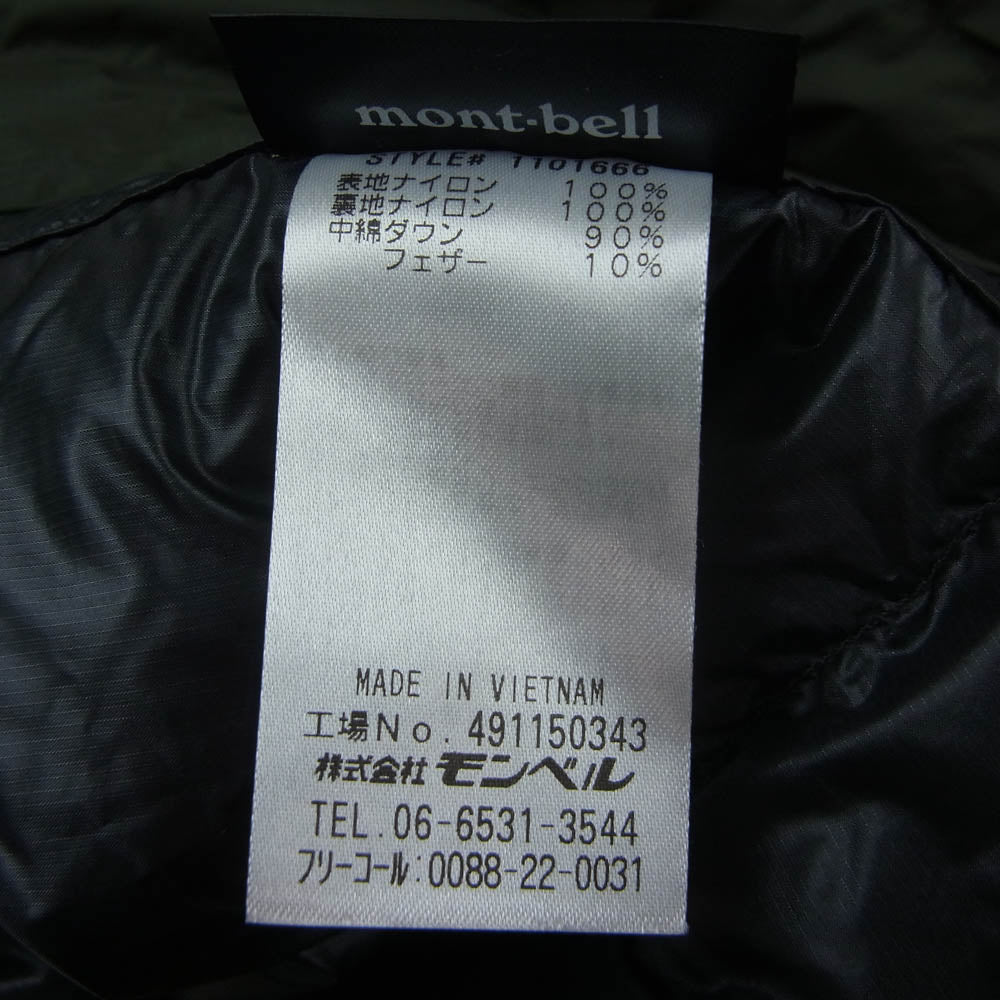 mont-bell
STYLE# 1101666
表地ナイロン 100%
裏地ナイロン 100%
中綿ダウン 90%
フェザー 10%
MADE IN VIETNAM
工場No. 491150343
株式会社 モンベル
TEL. 06-6531-3544
フリーコール:0088-22-0031